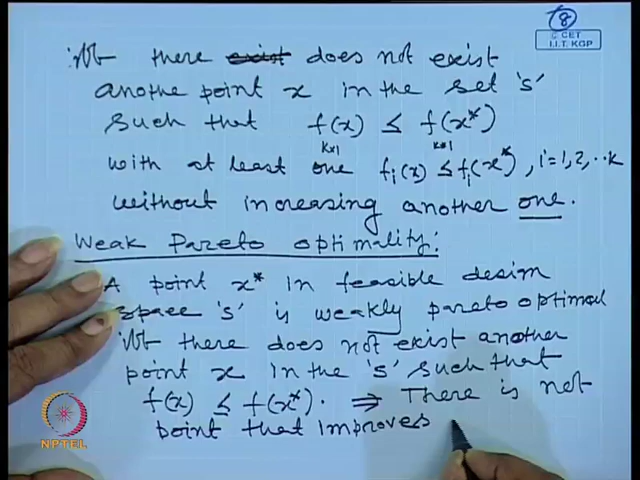 8
© CET
I.I.T. KGP
iff there exist does not exist
anothe point x in the set 's'
such that f(x) ≤ f(x*)
k×1 k×1
with at least one fi(x) ≤ fi(x*), i=1,2,..k
without increasing another one.
Weak Pareto optimality:
A point x* in feasible design
space 's' is weakly pareto optimal
iff there does not exist another
point x in the 's' such that
f(x) ≤ f(x*). ⇒ There is not
point that improves
NPTEL